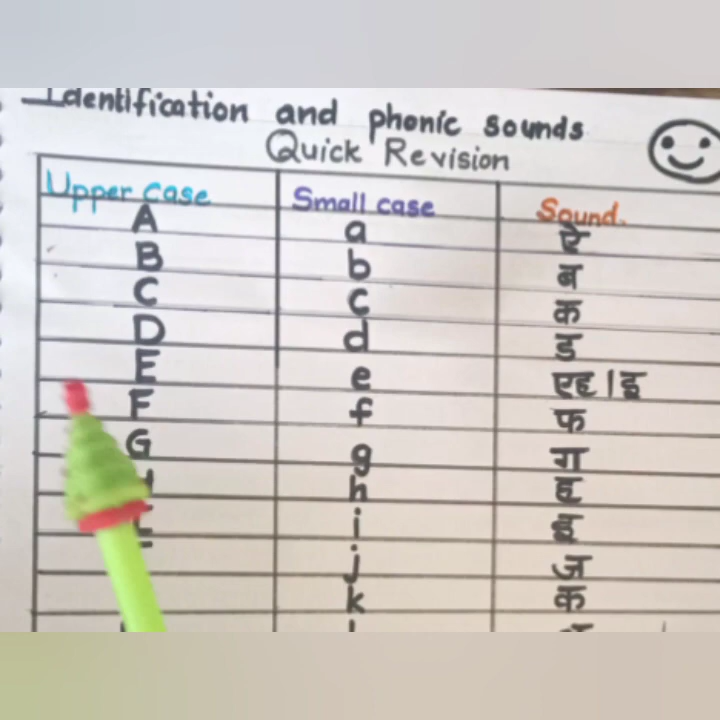 Identification and phonic sounds
Quick Revision
Upper case Small case Sound.
A a ऐ
B b ब
C c क
D d ड
E e एह / इ
F f फ
G g ग
h ह
i
j ज
k क